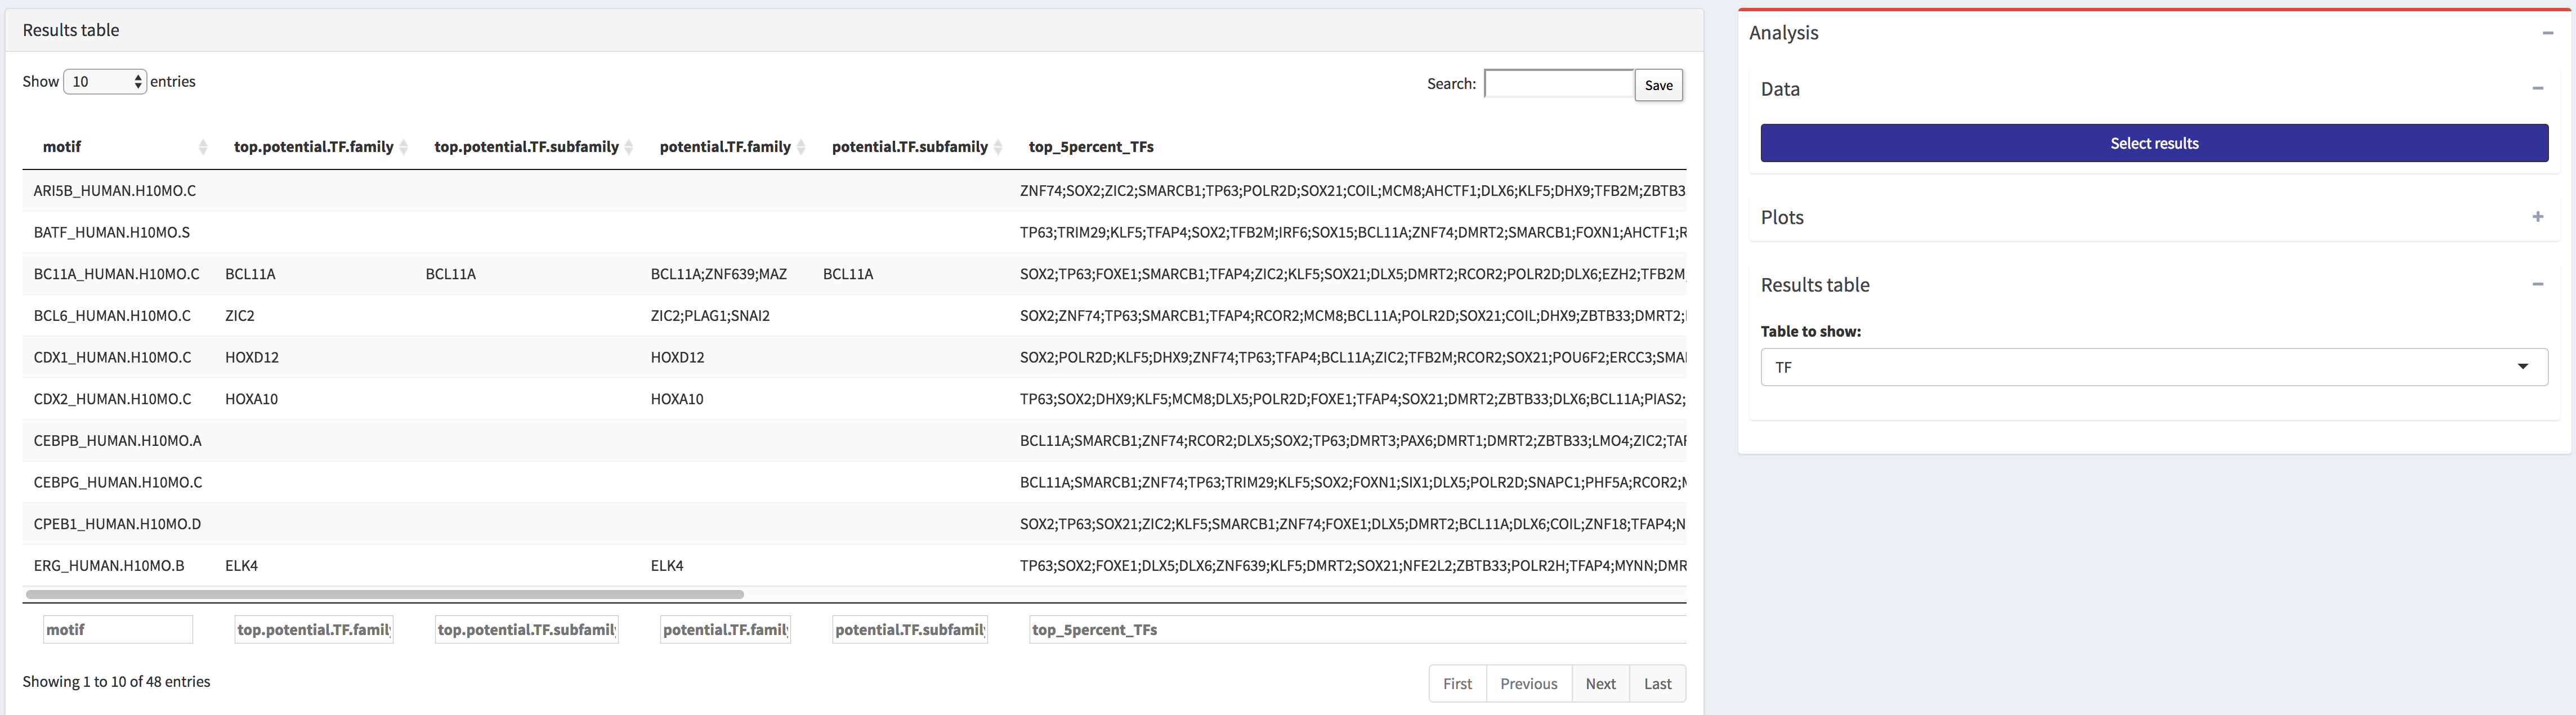 Results table
Show 10 entries
Search: Save
motif top.potential.TF.family top.potential.TF.subfamily potential.TF.family potential.TF.subfamily top_5percent_TFs
ARI5B_HUMAN.H10MO.C ZNF74;SOX2;ZIC2;SMARCB1;TP63;POLR2D;SOX21;COIL;MCM8;AHCTF1;DLX6;KLF5;DHX9;TFB2M;ZBTB3
BATF_HUMAN.H10MO.S TP63;TRIM29;KLF5;TFAP4;SOX2;TFB2M;IRF6;SOX15;BCL11A;ZNF74;DMRT2;SMARCB1;FOXN1;AHCTF1;R
BC11A_HUMAN.H10MO.C BCL11A BCL11A BCL11A;ZNF639;MAZ BCL11A SOX2;TP63;FOXE1;SMARCB1;TFAP4;ZIC2;KLF5;SOX21;DLX5;DMRT2;RCOR2;POLR2D;DLX6;EZH2;TFB2M
BCL6_HUMAN.H10MO.C ZIC2 ZIC2;PLAG1;SNAI2 SOX2;ZNF74;TP63;SMARCB1;TFAP4;RCOR2;MCM8;BCL11A;POLR2D;SOX21;COIL;DHX9;ZBTB33;DMRT2;
CDX1_HUMAN.H10MO.C HOXD12 HOXD12 SOX2;POLR2D;KLF5;DHX9;ZNF74;TP63;TFAP4;BCL11A;ZIC2;TFB2M;RCOR2;SOX21;POU6F2;ERCC3;SMA
CDX2_HUMAN.H10MO.C HOXA10 HOXA10 TP63;SOX2;DHX9;KLF5;MCM8;DLX5;POLR2D;FOXE1;TFAP4;SOX21;DMRT2;ZBTB33;DLX6;BCL11A;PIAS2;
CEBPB_HUMAN.H10MO.A BCL11A;SMARCB1;ZNF74;RCOR2;DLX5;SOX2;TP63;DMRT3;PAX6;DMRT1;DMRT2;ZBTB33;LMO4;ZIC2;TA
CEBPG_HUMAN.H10MO.C BCL11A;SMARCB1;ZNF74;TP63;TRIM29;KLF5;SOX2;FOXN1;SIX1;DLX5;POLR2D;SNAPC1;PHF5A;RCOR2;
CPEB1_HUMAN.H10MO.D SOX2;TP63;SOX21;ZIC2;KLF5;SMARCB1;ZNF74;FOXE1;DLX5;DMRT2;BCL11A;DLX6;COIL;ZNF18;TFAP4;N
ERG_HUMAN.H10MO.B ELK4 ELK4 TP63;SOX2;FOXE1;DLX5;DLX6;ZNF639;KLF5;DMRT2;SOX21;NFE2L2;ZBTB33;POLR2H;TFAP4;MYNN;DMR
motif top.potential.TF.famil top.potential.TF.subfamil potential.TF.famil potential.TF.subfamil top_5percent_TFs
Showing 1 to 10 of 48 entries
First Previous Next Last
Analysis
Data
Select results
Plots
Results table
Table to show:
TF